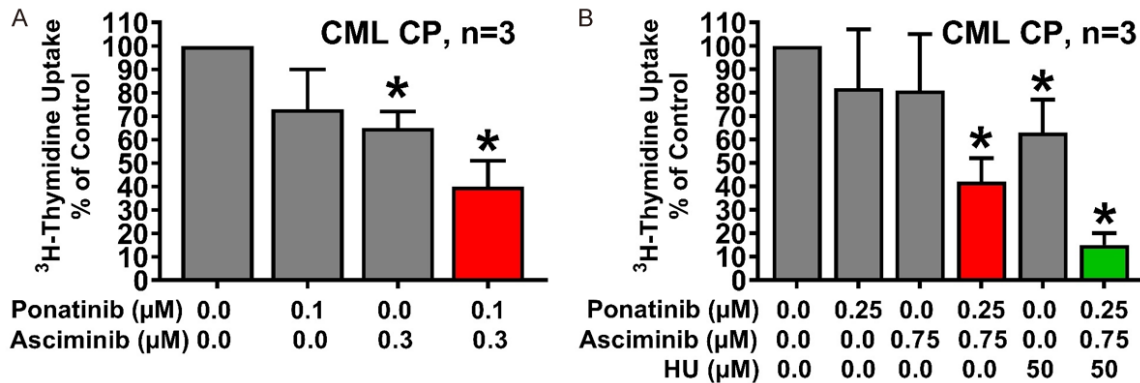 A
CML CP, n=3
³H-Thymidine Uptake
% of Control
110
100
90
80
70
60
50
40
30
20
10
0
*
*
Ponatinib (µM) 0.0 0.1 0.0 0.1
Asciminib (µM) 0.0 0.0 0.3 0.3
B
CML CP, n=3
³H-Thymidine Uptake
% of Control
110
100
90
80
70
60
50
40
30
20
10
0
*
*
*
Ponatinib (µM) 0.0 0.25 0.0 0.25 0.0 0.25
Asciminib (µM) 0.0 0.0 0.75 0.75 0.0 0.75
HU (µM) 0.0 0.0 0.0 0.0 50 50